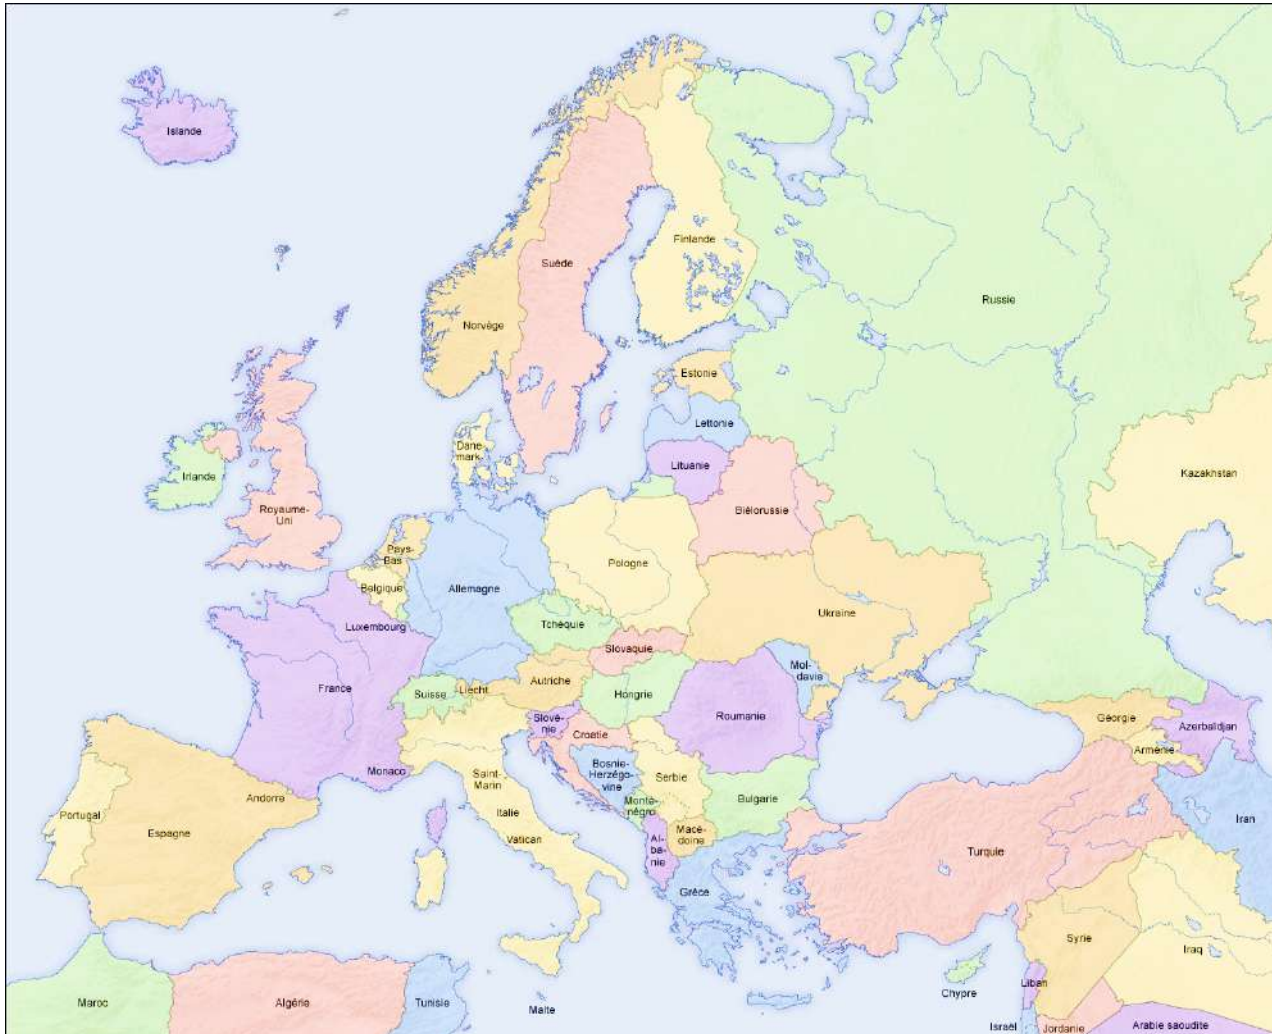 Islande
Finlande
Suède
Russie
Norvège
Estonie
Lettonie
Dane-
mark
Lituanie
Irlande
Kazakhstan
Royaume-
Uni
Biélorussie
Pays-
Bas
Pologne
Belgique
Allemagne
Ukraine
Luxembourg
Tchéquie
Slovaquie
Mol-
davie
Autriche
France
Suisse
Liecht.
Hongrie
Roumanie
Slové-
nie
Géorgie
Azerbaïdjan
Croatie
Arménie
Monaco
Saint-
Marin
Bosnie-
Herzégo-
vine
Serbie
Andorre
Bulgarie
Monté-
négro
Portugal
Italie
Iran
Espagne
Vatican
Macé-
doine
Al-
ba-
nie
Turquie
Grèce
Syrie
Iraq
Liban
Chypre
Maroc
Algérie
Tunisie
Malte
Israël
Jordanie
Arabie saoudite